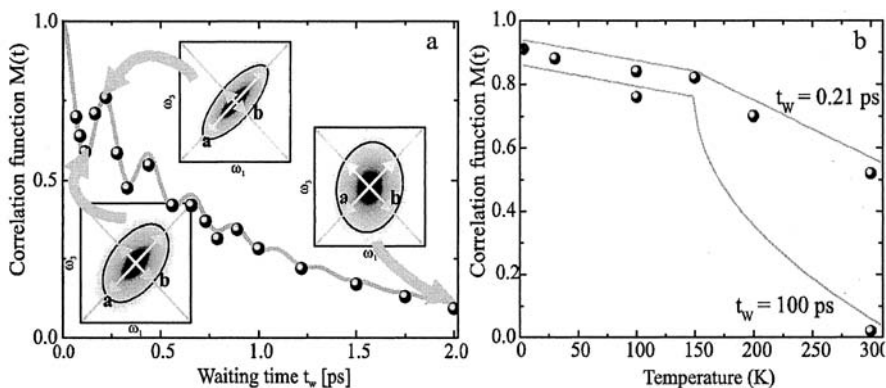 Correlation function M(t)
1.0
0.5
0.0
0.0
0.5
1.0
1.5
2.0
Waiting time t_w [ps]
a
ω₃
a
b
ω₁
ω₃
a
b
ω₁
ω₃
a
b
ω₁
Correlation function M(t)
1.0
0.8
0.6
0.4
0.2
0.0
0
50
100
150
200
250
300
Temperature (K)
b
t_W = 0.21 ps
t_W = 100 ps